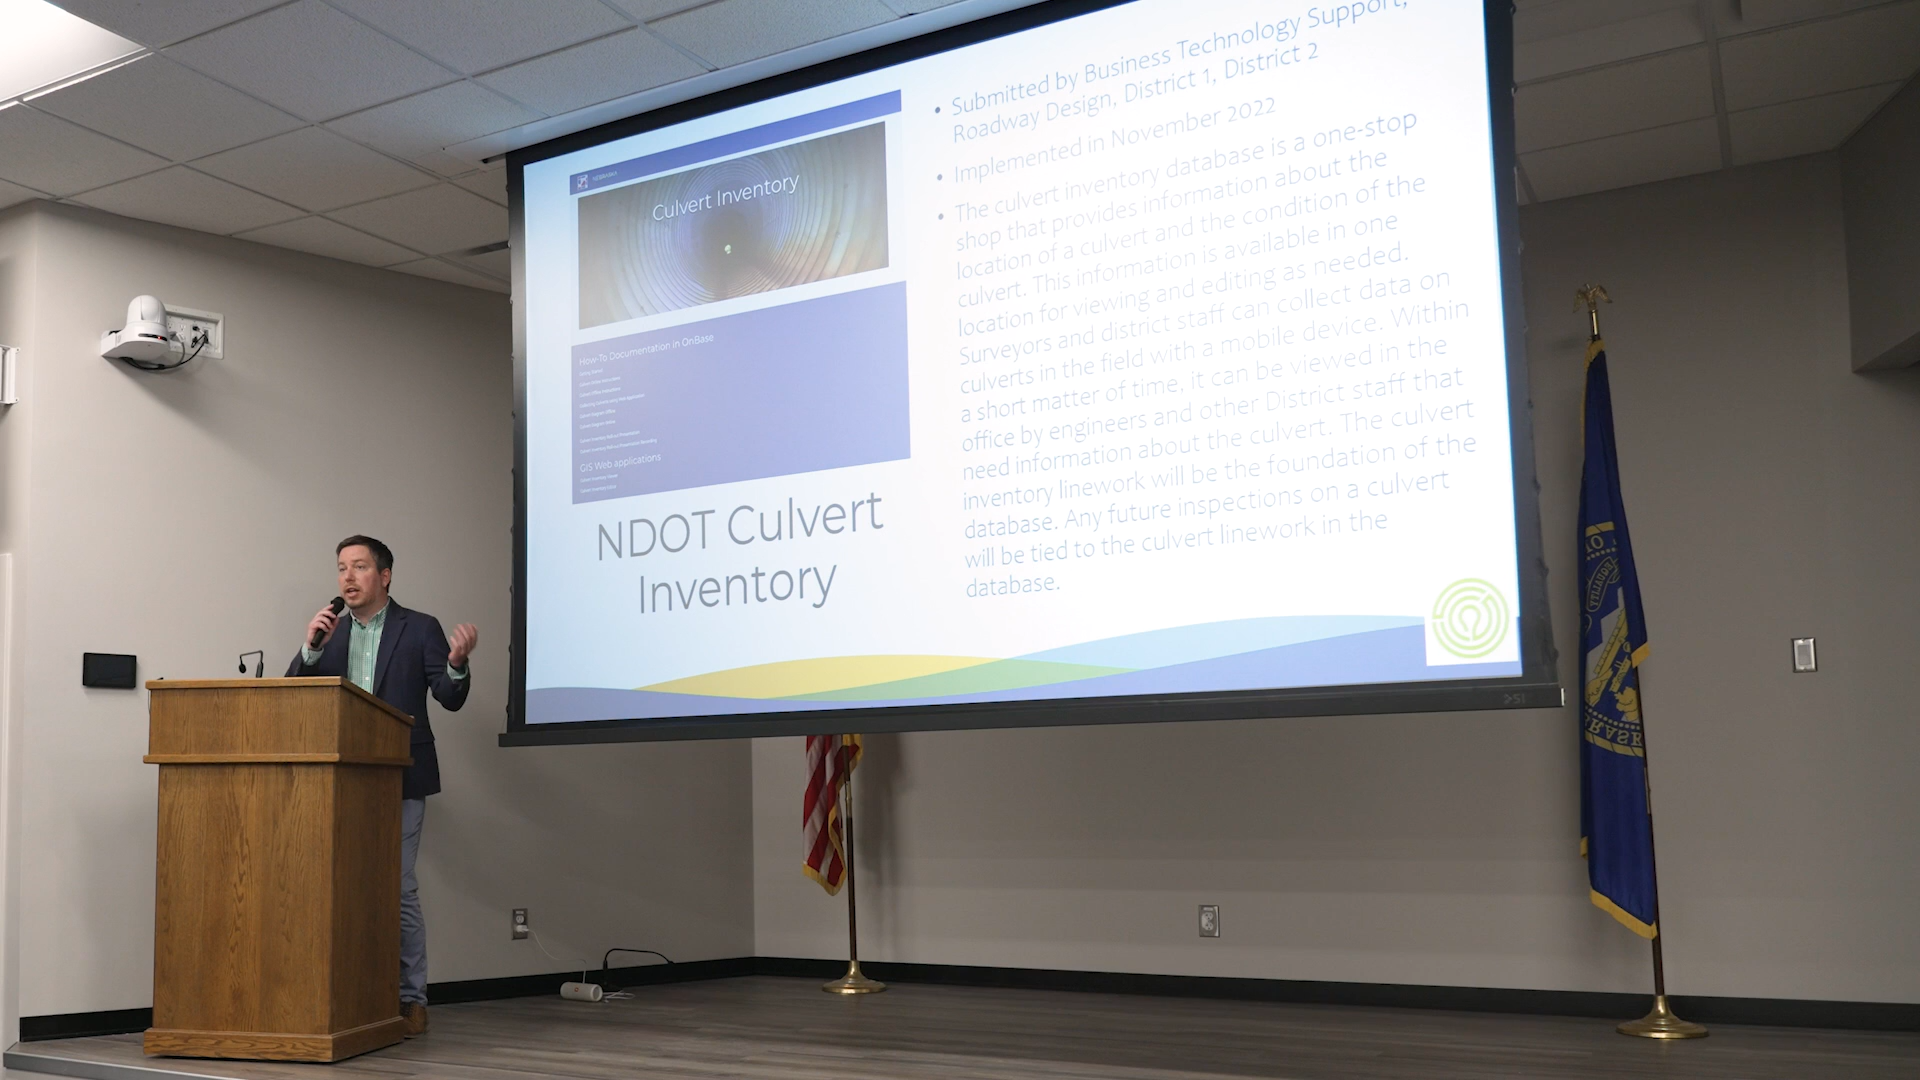 NEBRASKA
Culvert Inventory
How-To Documentation in OnBase
GIS Web applications
NDOT Culvert
Inventory
• Submitted by Business Technology Support,
Roadway Design, District 1, District 2
• Implemented in November 2022
• The culvert inventory database is a one-stop
shop that provides information about the
location of a culvert and the condition of the
culvert. This information is available in one
location for viewing and editing as needed.
Surveyors and district staff can collect data on
culverts in the field with a mobile device. Within
a short matter of time, it can be viewed in the
office by engineers and other District staff that
need information about the culvert. The culvert
inventory linework will be the foundation of the
database. Any future inspections on a culvert
will be tied to the culvert linework in the
database.
EQUALITY